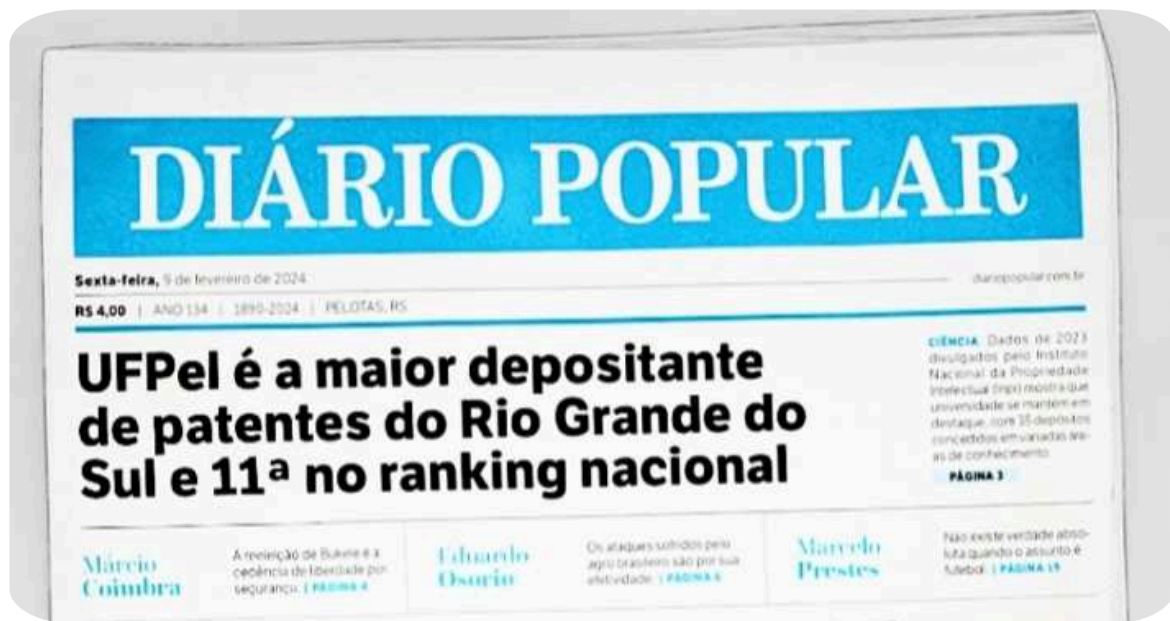 DIÁRIO POPULAR
Sexta-feira, 9 de fevereiro de 2024
diariopopular.com.br
R$ 4,00 | ANO 134 | 1890-2024 | PELOTAS, RS
UFPel é a maior depositante
de patentes do Rio Grande do
Sul e 11ª no ranking nacional
CIÊNCIA Dados de 2023
divulgados pelo Instituto
Nacional da Propriedade
Intelectual (Inpi) mostra que
universidade se mantém em
destaque, com 35 depósitos
concedidos em variadas áre-
as de conhecimento
PÁGINA 3
Márcio
Coimbra
A reeleição de Bukele e a
cedência de liberdade por
segurança. | PÁGINA 4
Eduardo
Osorio
Os ataques sofridos pelo
agro brasileiro são por sua
efetividade. | PÁGINA 6
Marcelo
Prestes
Não existe verdade abso-
luta quando o assunto é
futebol. | PÁGINA 15